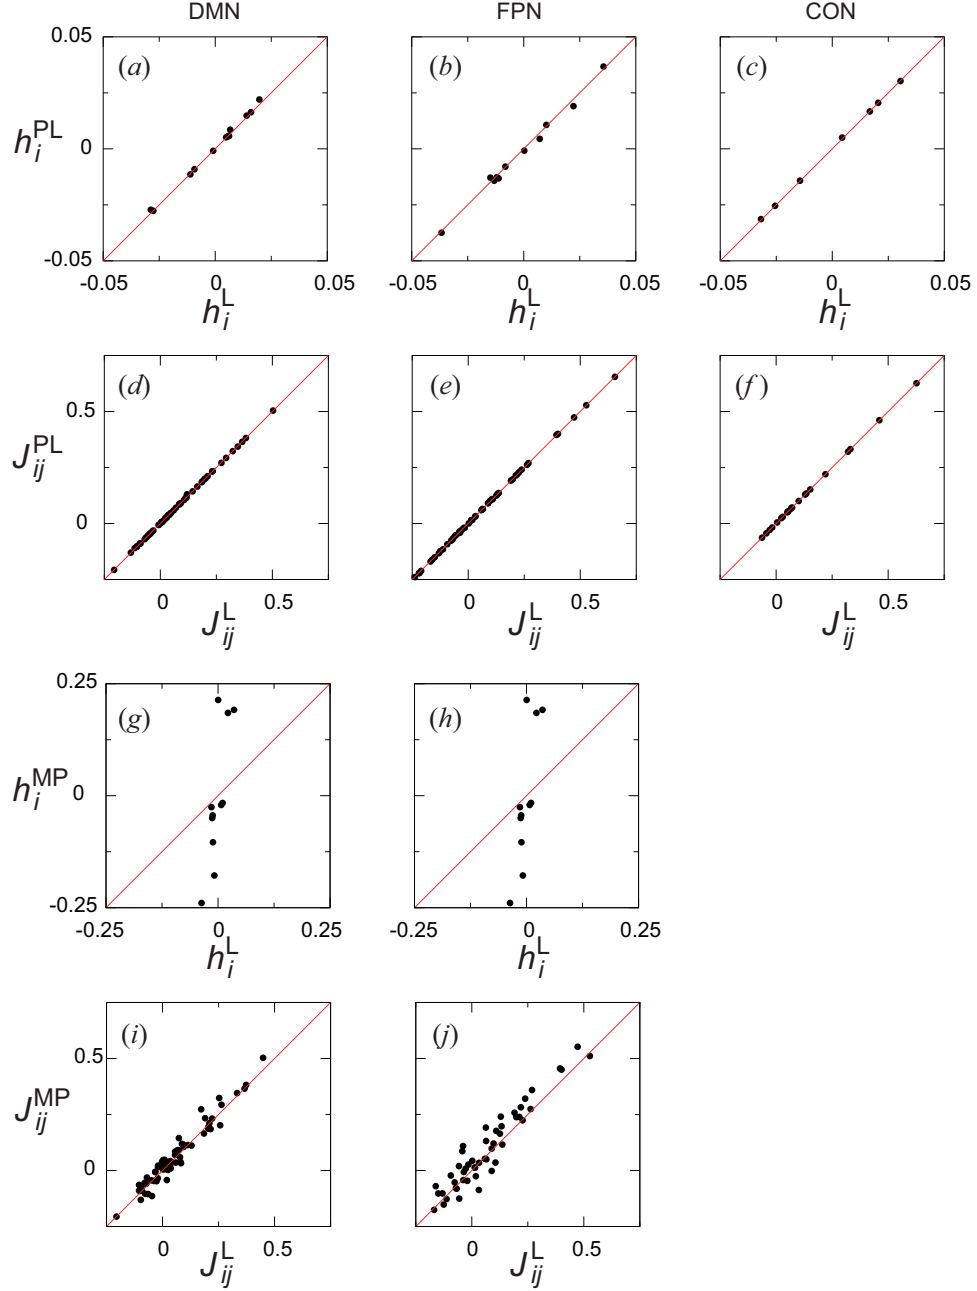 DMN FPN CON
0.05
(a) (b) (c)
h_i^PL 0
-0.05
-0.05 0 0.05 -0.05 0 0.05 -0.05 0 0.05
h_i^L h_i^L h_i^L
(d) (e) (f)
0.5
J_ij^PL
0
0 0.5 0 0.5 0 0.5
J_ij^L J_ij^L J_ij^L
0.25
(g) (h)
h_i^MP 0
-0.25
-0.25 0 0.25 -0.25 0 0.25
h_i^L h_i^L
(i) (j)
0.5
J_ij^MP
0
0 0.5 0 0.5
J_ij^L J_ij^L